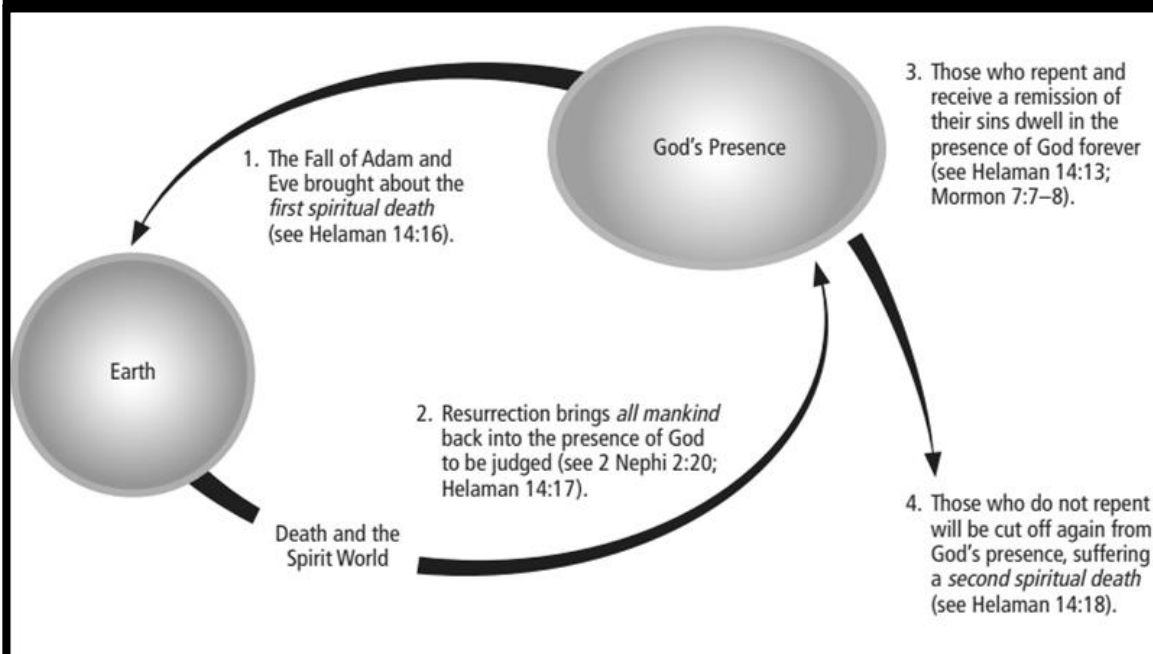 God's Presence
1. The Fall of Adam and
Eve brought about the
first spiritual death
(see Helaman 14:16).
Earth
2. Resurrection brings all mankind
back into the presence of God
to be judged (see 2 Nephi 2:20;
Helaman 14:17).
Death and the
Spirit World
3. Those who repent and
receive a remission of
their sins dwell in the
presence of God forever
(see Helaman 14:13;
Mormon 7:7–8).
4. Those who do not repent
will be cut off again from
God's presence, suffering
a second spiritual death
(see Helaman 14:18).